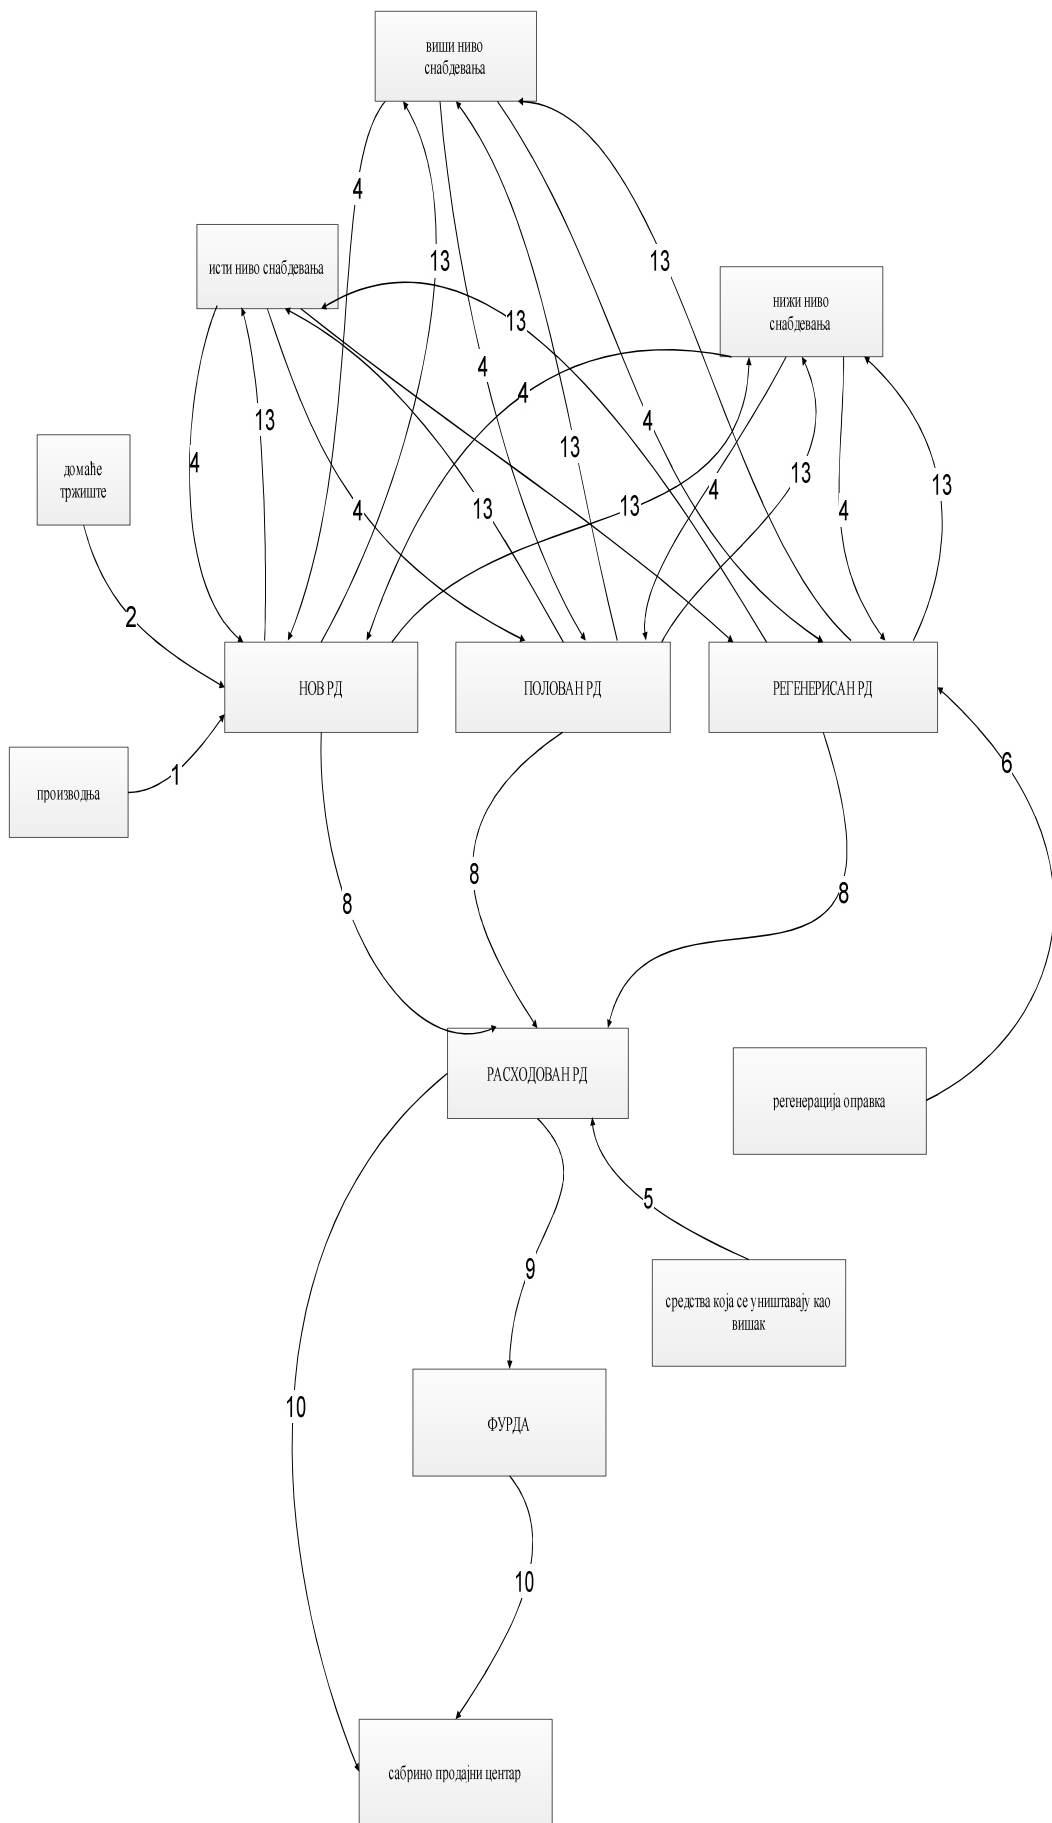 виши ниво
снабдевања
4
13
13
исти ниво снабдевања
нижи ниво
снабдевања
13
4
4
4
13
13
домаће
тржиште
4
4
13
13
4
13
4
13
2
НОВ РД
ПОЛОВАН РД
РЕГЕНЕРИСАН РД
6
1
производња
8
8
8
РАСХОДОВАН РД
регенерација оправка
5
9
средства која се уништавају као
вишак
10
ФУРДА
10
сабрино продајни центар